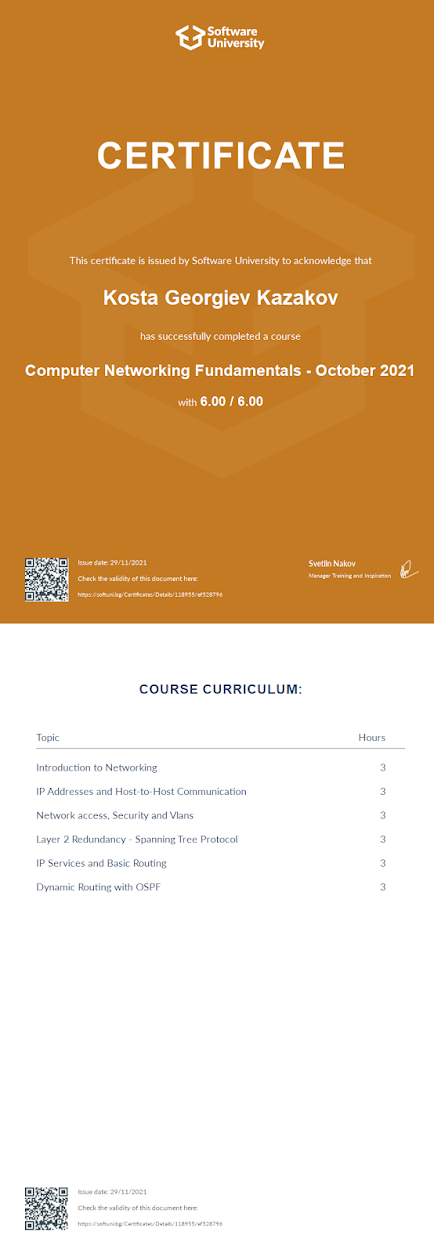 Software
University
CERTIFICATE
This certificate is issued by Software University to acknowledge that
Kosta Georgiev Kazakov
has successfully completed a course
Computer Networking Fundamentals - October 2021
with 6.00 / 6.00
Issue date: 29/11/2021
Check the validity of this document here:
https://softuni.bg/Certificates/Details/118955/ef528796
Svetlin Nakov
Manager Training and Inspiration
COURSE CURRICULUM:
Topic Hours
Introduction to Networking 3
IP Addresses and Host-to-Host Communication 3
Network access, Security and Vlans 3
Layer 2 Redundancy - Spanning Tree Protocol 3
IP Services and Basic Routing 3
Dynamic Routing with OSPF 3
Issue date: 29/11/2021
Check the validity of this document here:
https://softuni.bg/Certificates/Details/118955/ef528796